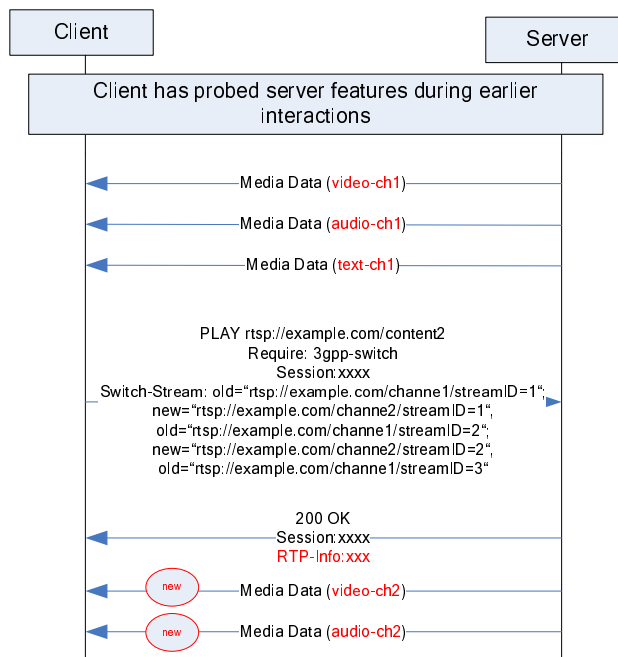 Client
Server
Client has probed server features during earlier
interactions
Media Data (video-ch1)
Media Data (audio-ch1)
Media Data (text-ch1)
PLAY rtsp://example.com/content2
Require: 3gpp-switch
Session:xxxx
Switch-Stream: old=“rtsp://example.com/channe1/streamID=1“;
new=“rtsp://example.com/channe2/streamID=1“,
old=“rtsp://example.com/channe1/streamID=2“;
new=“rtsp://example.com/channe2/streamID=2“,
old=“rtsp://example.com/channe1/streamID=3“
200 OK
Session:xxxx
RTP-Info:xxx
new
Media Data (video-ch2)
new
Media Data (audio-ch2)